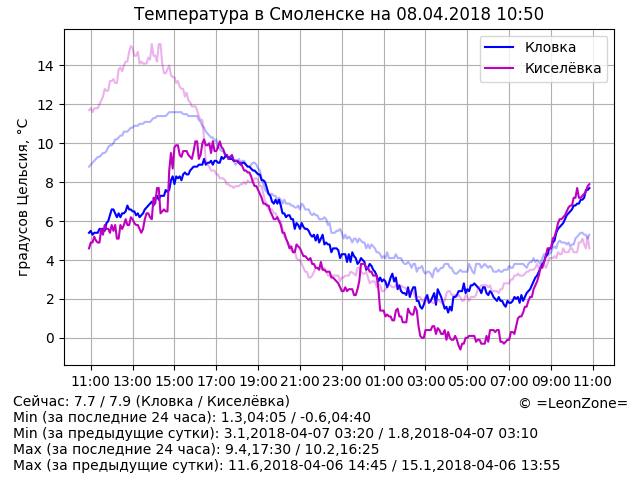 Температура в Смоленске на 08.04.2018 10:50
Кловка
Киселёвка
градусов Цельсия, °C
14
12
10
8
6
4
2
0
11:00 13:00 15:00 17:00 19:00 21:00 23:00 01:00 03:00 05:00 07:00 09:00 11:00
Сейчас: 7.7 / 7.9 (Кловка / Киселёвка)
© =LeonZone=
Min (за последние 24 часа): 1.3,04:05 / -0.6,04:40
Min (за предыдущие сутки): 3.1,2018-04-07 03:20 / 1.8,2018-04-07 03:10
Max (за последние 24 часа): 9.4,17:30 / 10.2,16:25
Max (за предыдущие сутки): 11.6,2018-04-06 14:45 / 15.1,2018-04-06 13:55